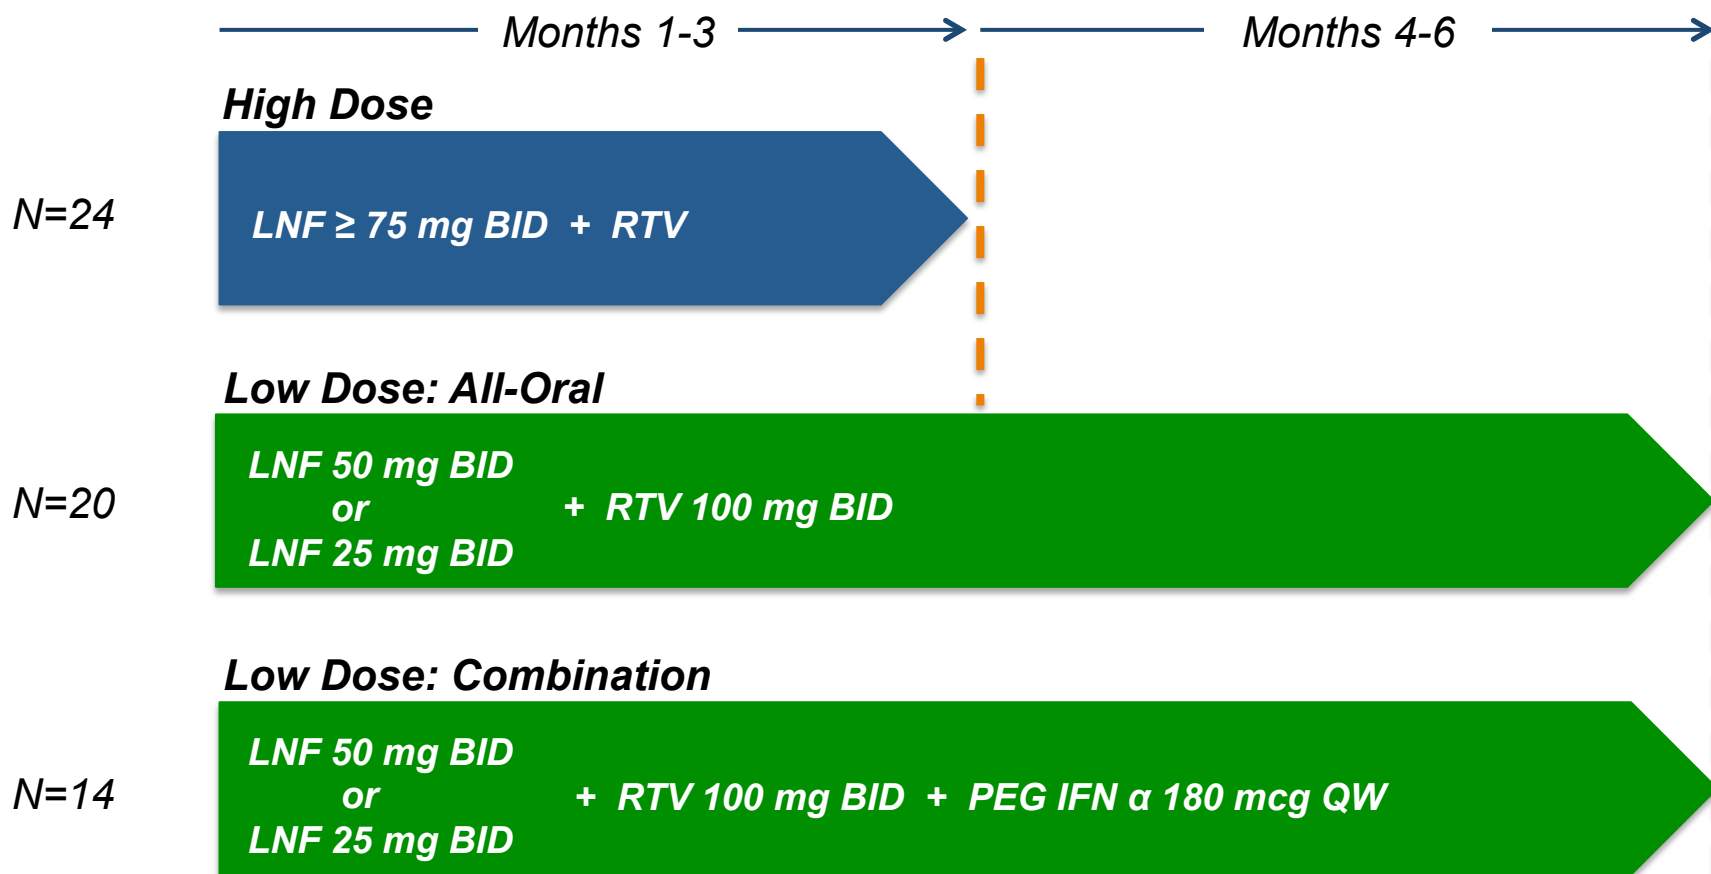 Months 1-3 Months 4-6
High Dose
N=24
LNF ≥ 75 mg BID + RTV
Low Dose: All-Oral
LNF 50 mg BID
N=20
or + RTV 100 mg BID
LNF 25 mg BID
Low Dose: Combination
LNF 50 mg BID
N=14
or + RTV 100 mg BID + PEG IFN α 180 mcg QW
LNF 25 mg BID